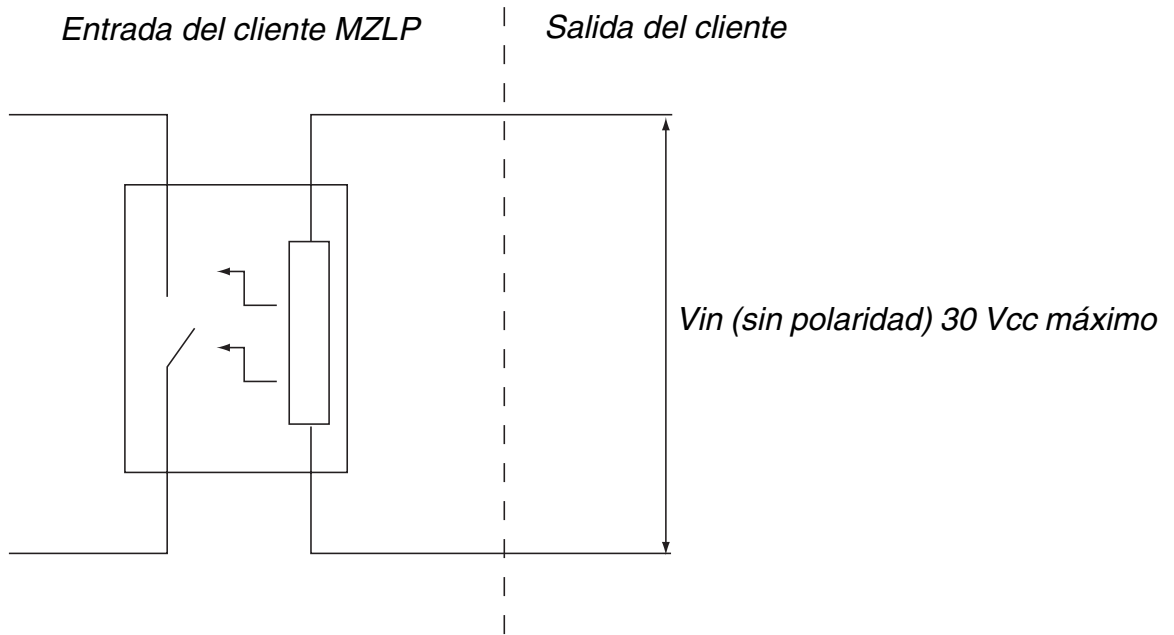 Entrada del cliente MZLP
Salida del cliente
Vin (sin polaridad) 30 Vcc máximo